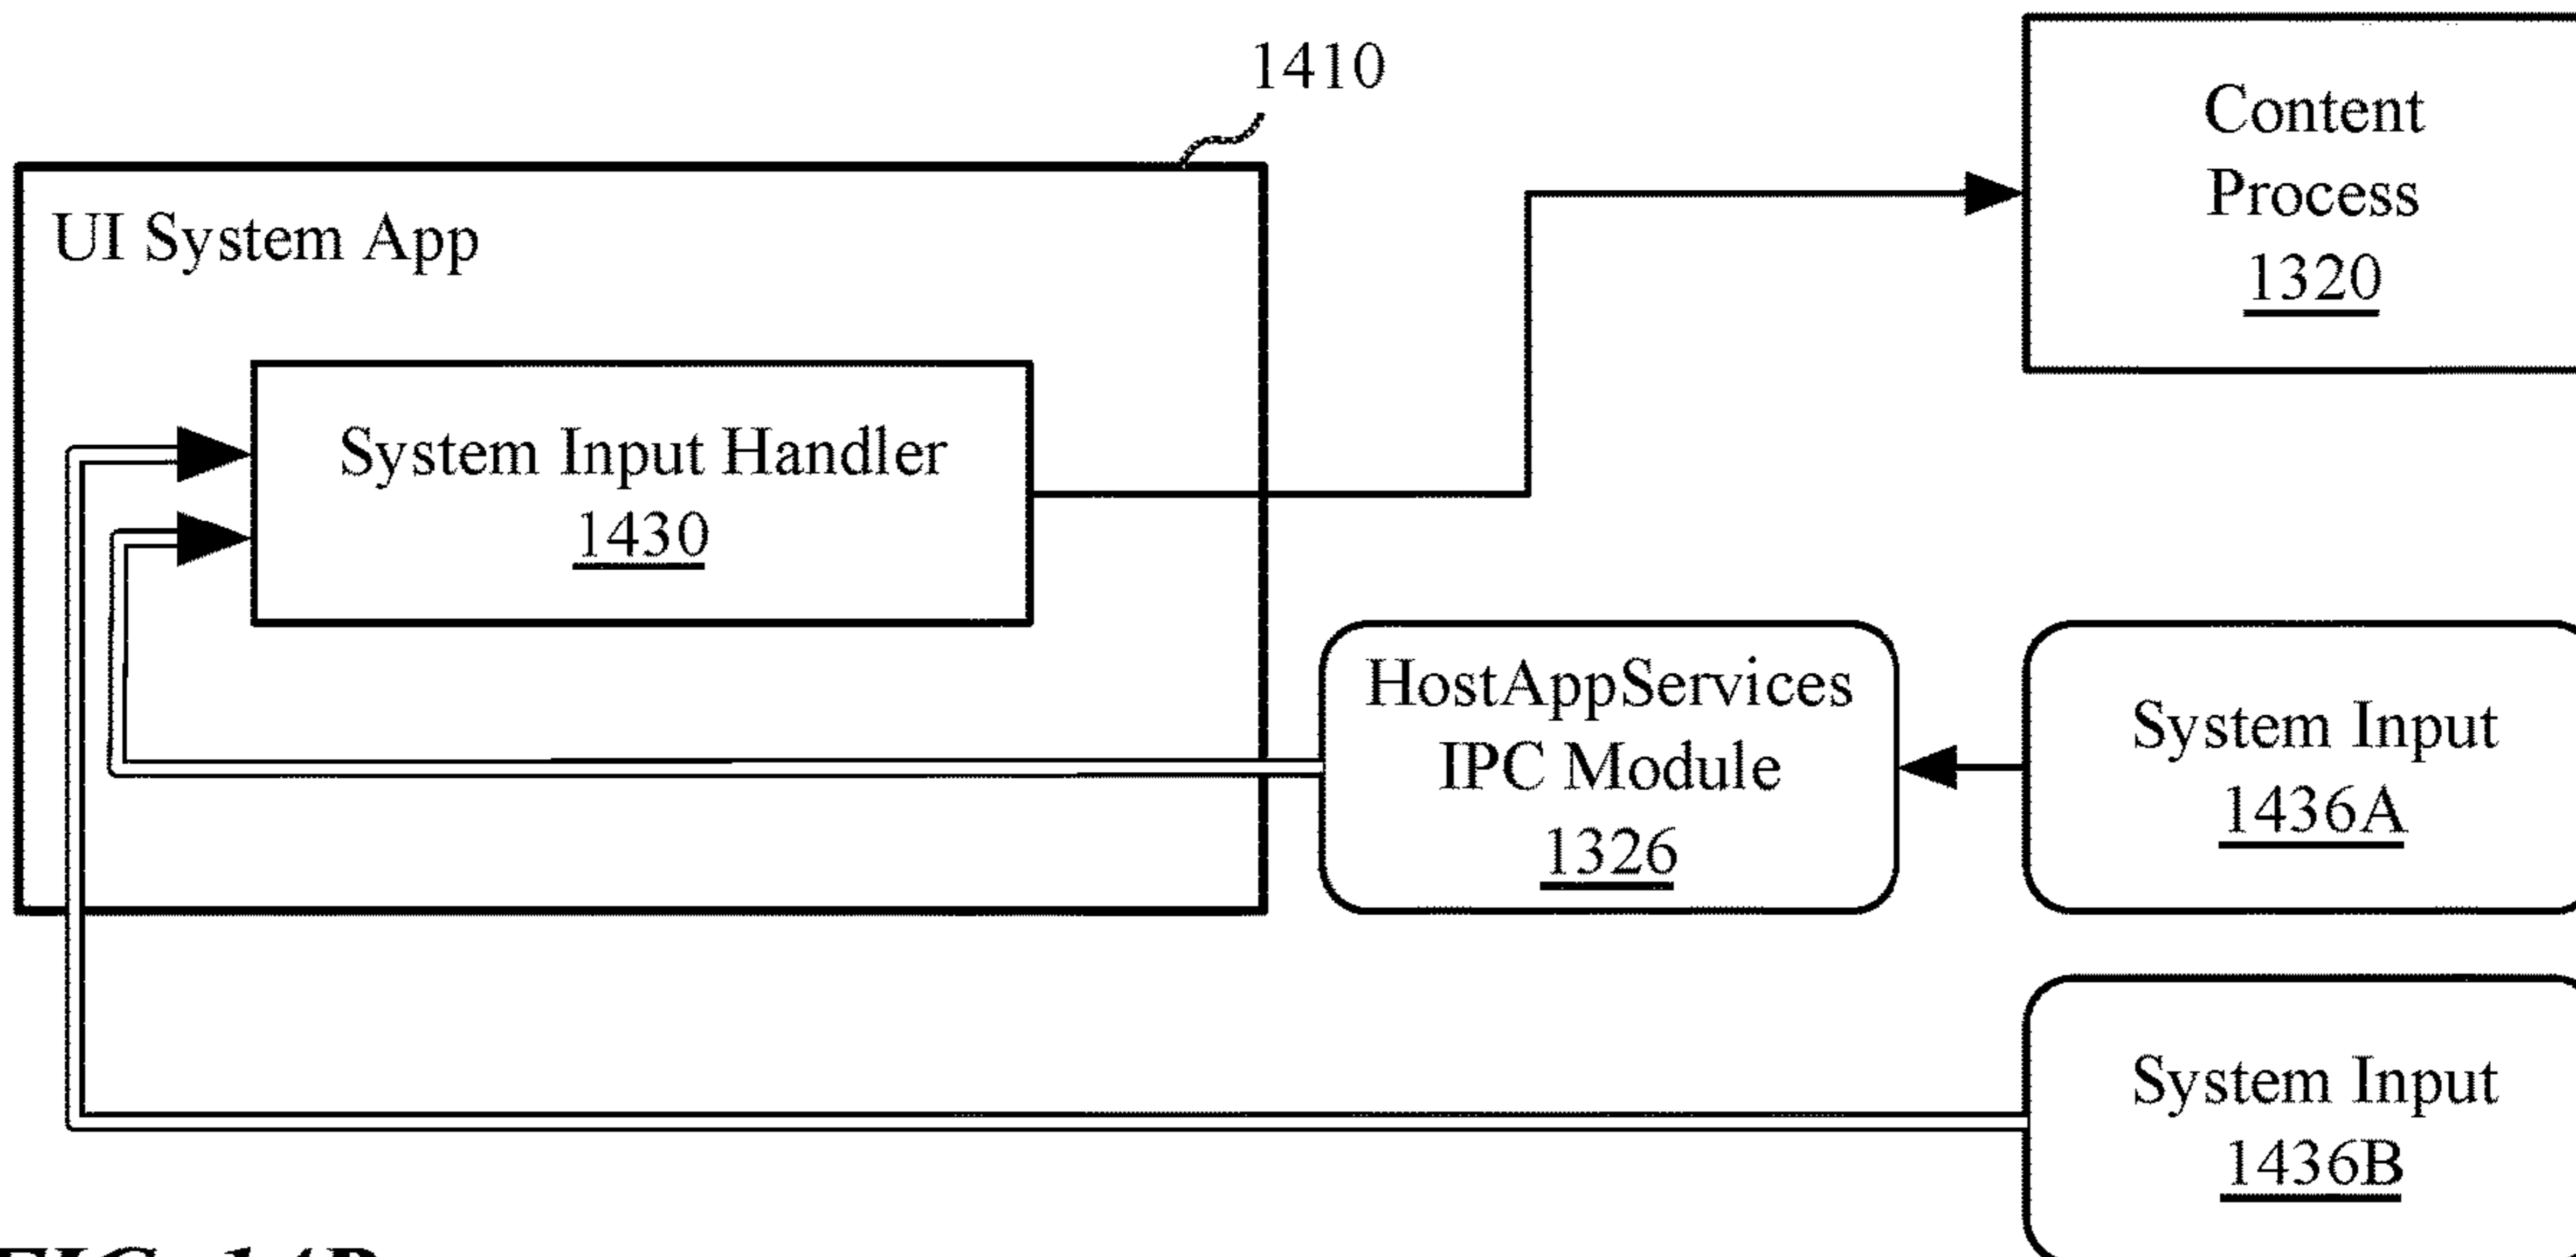 1410
UI System App
System Input Handler
1430
Content
Process
1320
HostAppServices
IPC Module
1326
System Input
1436A
System Input
1436B